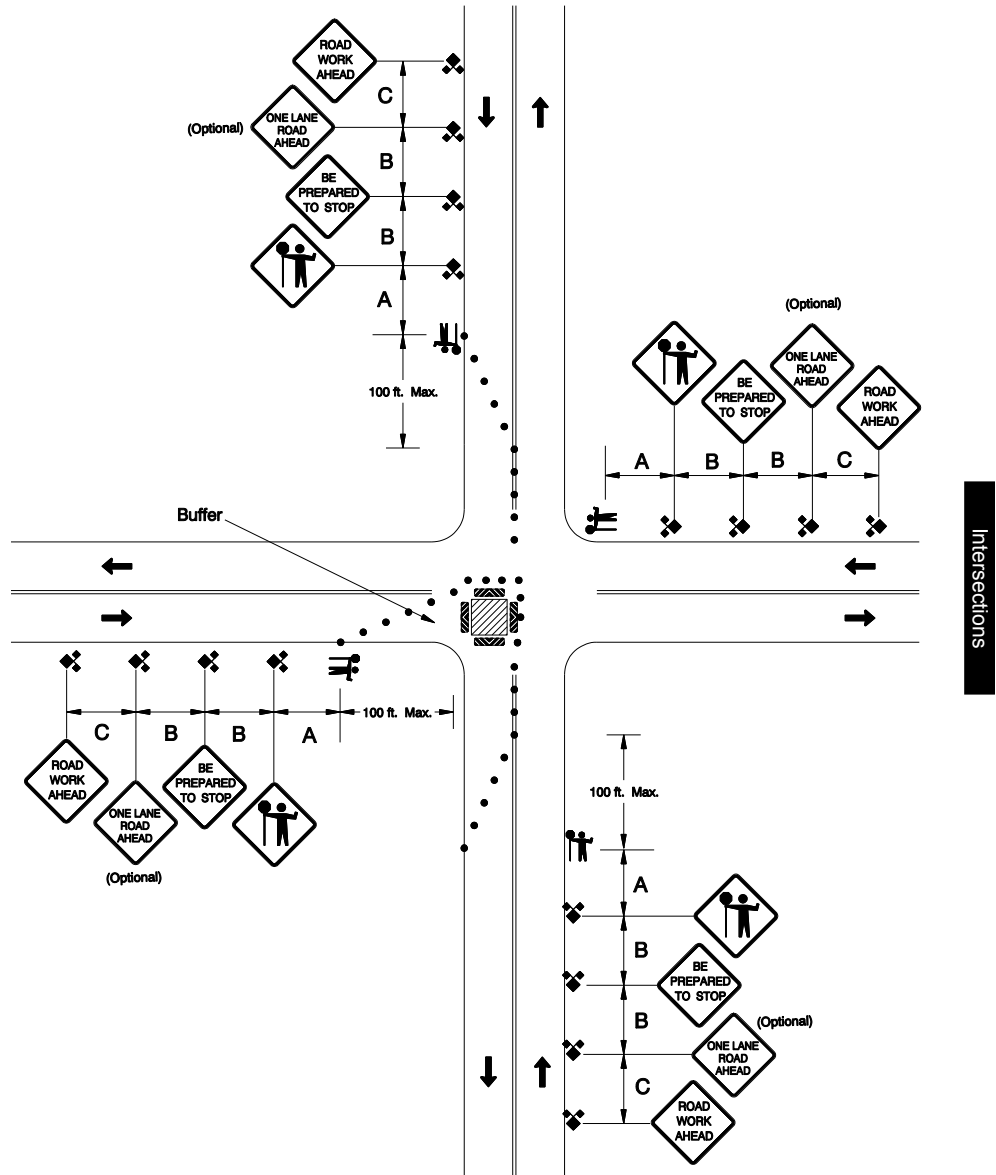 ROAD
WORK
AHEAD
C
(Optional)
ONE LANE
ROAD
AHEAD
B
BE
PREPARED
TO STOP
B
A
100 ft. Max.
(Optional)
ONE LANE
ROAD
AHEAD
BE
PREPARED
TO STOP
ROAD
WORK
AHEAD
A
B
B
C
Buffer
Intersections
100 ft. Max.
C
B
B
A
ROAD
WORK
AHEAD
ONE LANE
ROAD
AHEAD
(Optional)
BE
PREPARED
TO STOP
100 ft. Max.
A
B
BE
PREPARED
TO STOP
B
(Optional)
ONE LANE
ROAD
AHEAD
C
ROAD
WORK
AHEAD